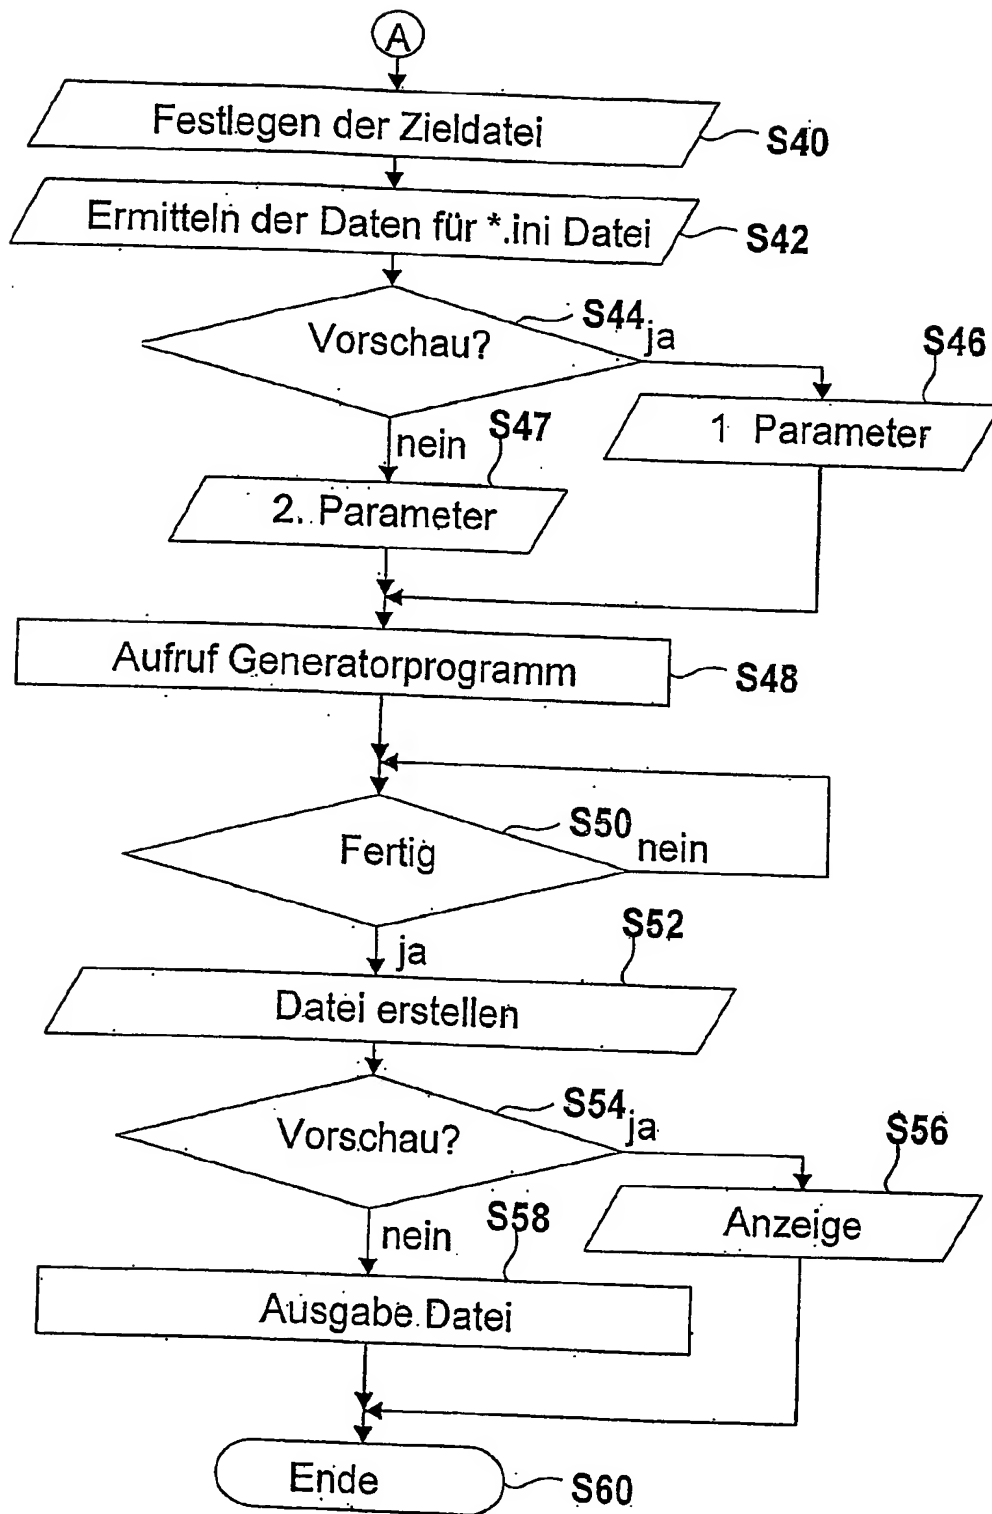 A
Festlegen der Zieldatei
S40
Ermitteln der Daten für *.ini Datei
S42
S44
Vorschau?
ja
S46
1 Parameter
nein
S47
2. Parameter
Aufruf Generatorprogramm
S48
S50
Fertig
nein
ja
S52
Datei erstellen
S54
Vorschau?
ja
S56
Anzeige
nein
S58
Ausgabe Datei
Ende
S60